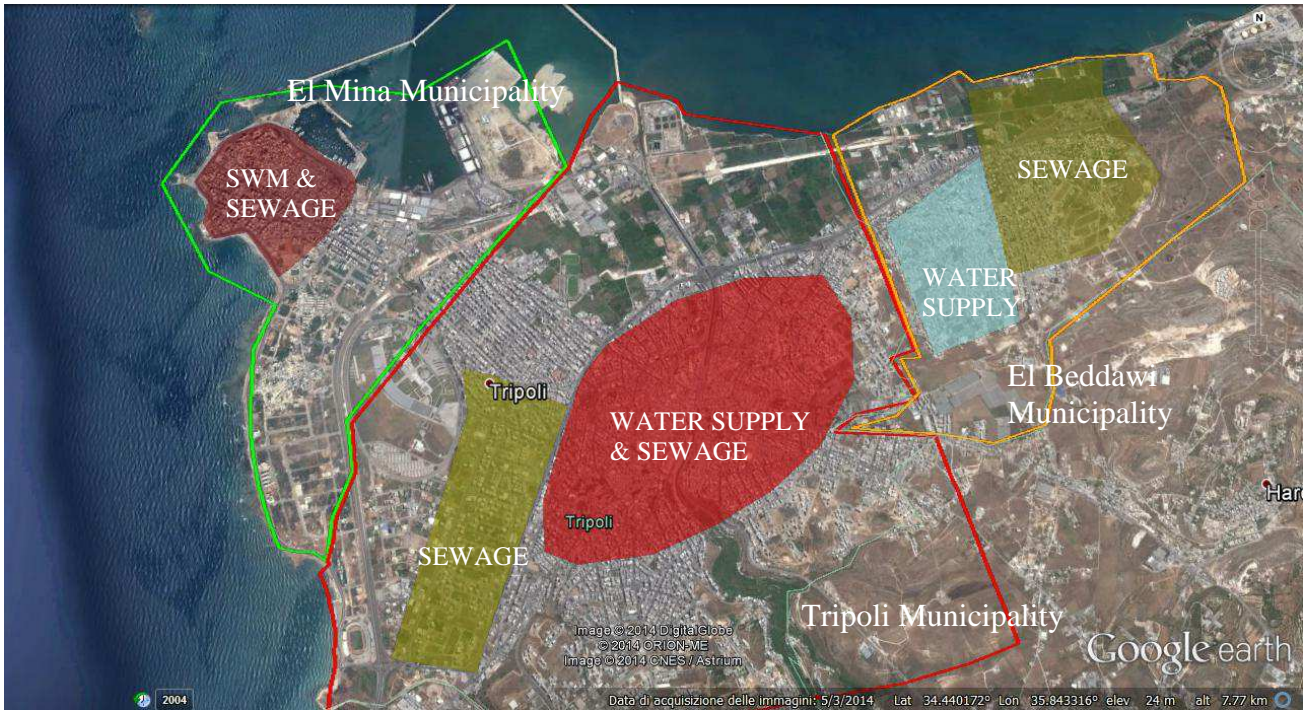 N
El Mina Municipality
SWM &
SEWAGE
SEWAGE
WATER
SUPPLY
El Beddawi
Municipality
Tripoli
WATER SUPPLY
& SEWAGE
Harc
Tripoli
SEWAGE
Tripoli Municipality
Image © 2014 DigitalGlobe
© 2014 ORION-ME
Image © 2014 CNES / Astrium
Google earth
2004
Data di acquisizione delle immagini: 5/3/2014 Lat 34.440172° Lon 35.843316° elev 24 m alt 7.77 km